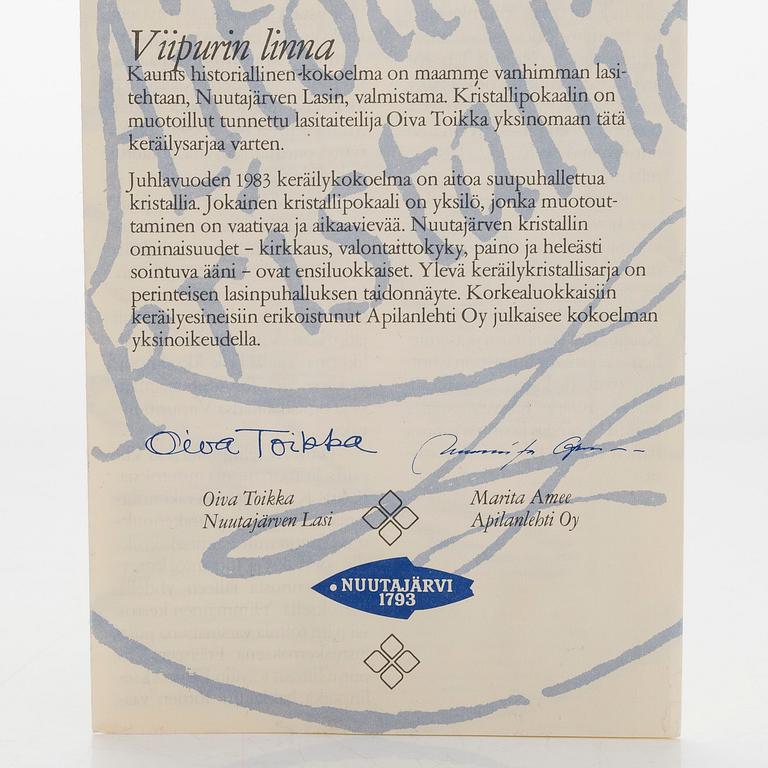 Viipurin linna
Kaunis historiallinen kokoelma on maamme vanhimman lasi-
tehtaan, Nuutajärven Lasin, valmistama. Kristallipokaalin on
muotoillut tunnettu lasitaiteilija Oiva Toikka yksinomaan tätä
keräilysarjaa varten.
Juhlavuoden 1983 keräilykokoelma on aitoa suupuhallettua
kristallia. Jokainen kristallipokaali on yksilö, jonka muotout-
taminen on vaativaa ja aikaavievää. Nuutajärven kristallin
ominaisuudet – kirkkaus, valontaittokyky, paino ja heleästi
sointuva ääni – ovat ensiluokkaiset. Ylevä keräilykristallisarja on
perinteisen lasinpuhalluksen taidonnäyte. Korkealuokkaisiin
keräilyesineisiin erikoistunut Apilanlehti Oy julkaisee kokoelman
yksinoikeudella.
Oiva Toikka
Oiva Toikka
Nuutajärven Lasi
Marita Amee
Apilanlehti Oy
NUUTAJÄRVI
1793